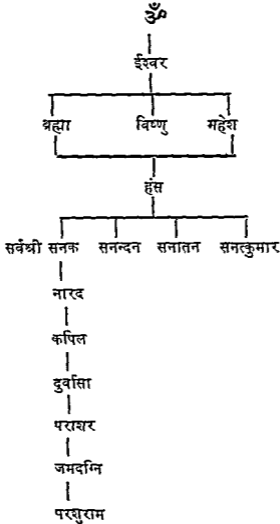 ॐ
ईश्वर
ब्रह्मा विष्णु महेश
हंस
सर्वश्री सनक सनन्दन सनातन सनत्कुमार
नारद
कपिल
दुर्वासा
पराशर
जमदग्नि
परशुराम